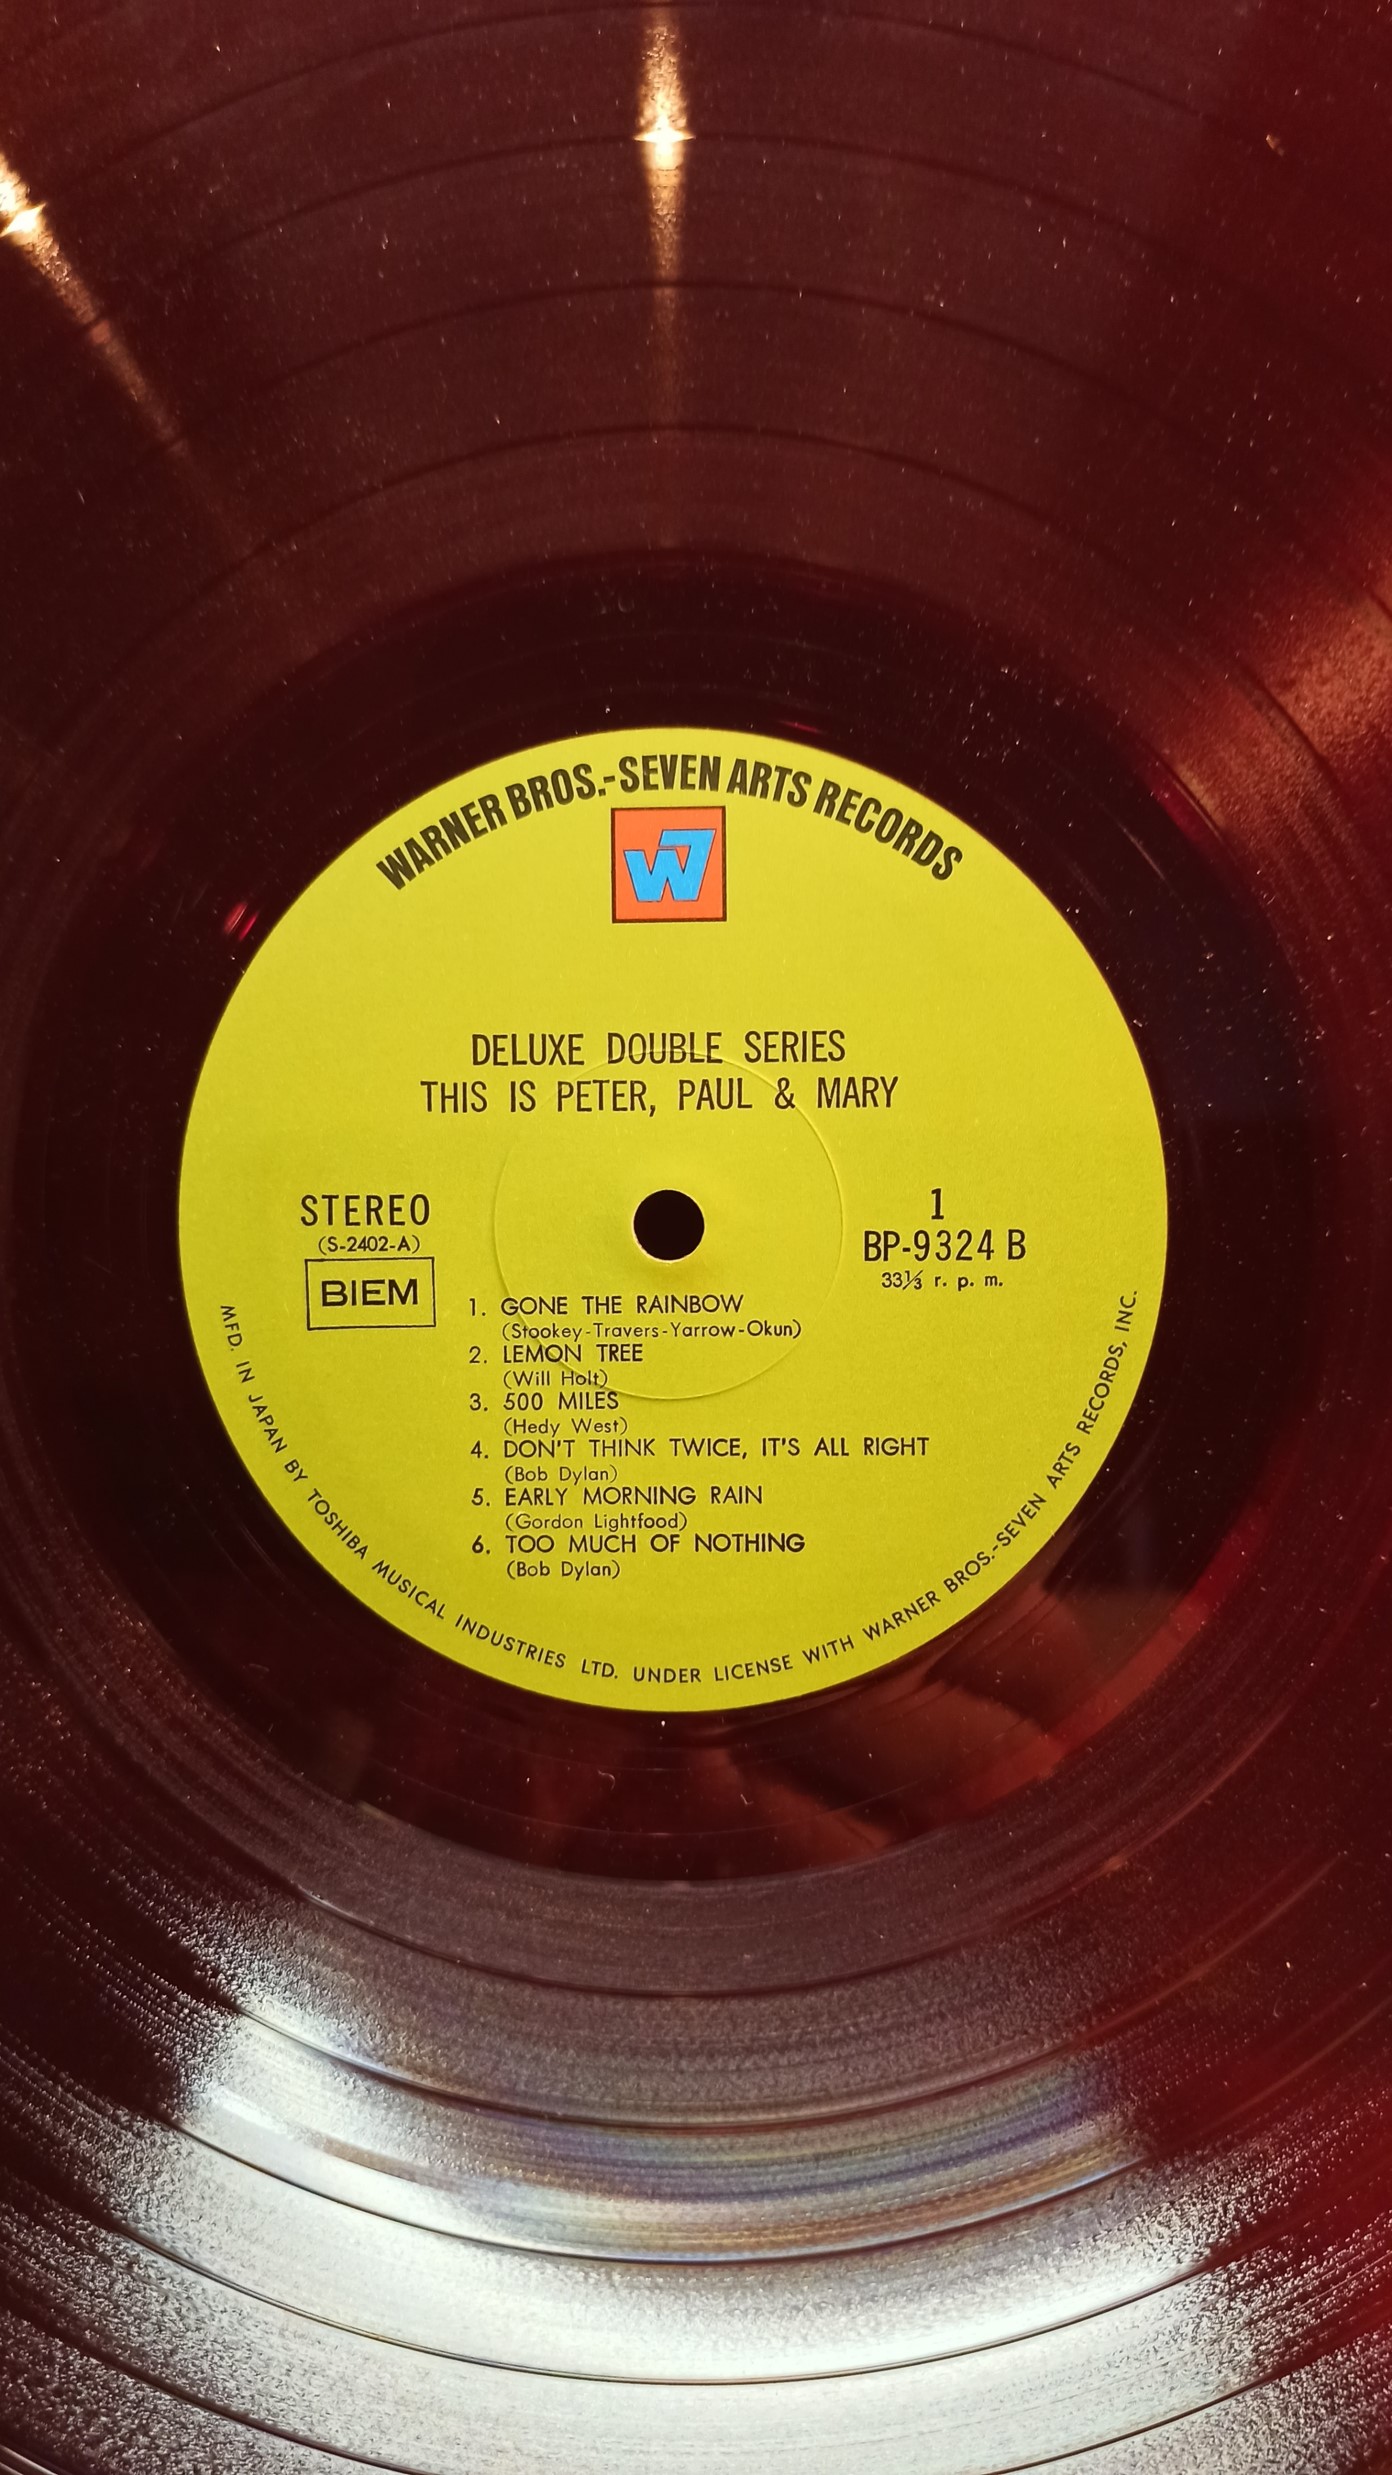 WARNER BROS.-SEVEN ARTS RECORDS
W7
DELUXE DOUBLE SERIES
THIS IS PETER, PAUL & MARY
STEREO
(S-2402-A)
BIEM
1
BP-9324 B
33⅓ r. p. m.
1. GONE THE RAINBOW
(Stookey-Travers-Yarrow-Okun)
2. LEMON TREE
(Will Holt)
3. 500 MILES
(Hedy West)
4. DON'T THINK TWICE, IT'S ALL RIGHT
(Bob Dylan)
5. EARLY MORNING RAIN
(Gordon Lightfood)
6. TOO MUCH OF NOTHING
(Bob Dylan)
MFD. IN JAPAN BY TOSHIBA MUSICAL INDUSTRIES LTD. UNDER LICENSE WITH WARNER BROS.-SEVEN ARTS RECORDS, INC.